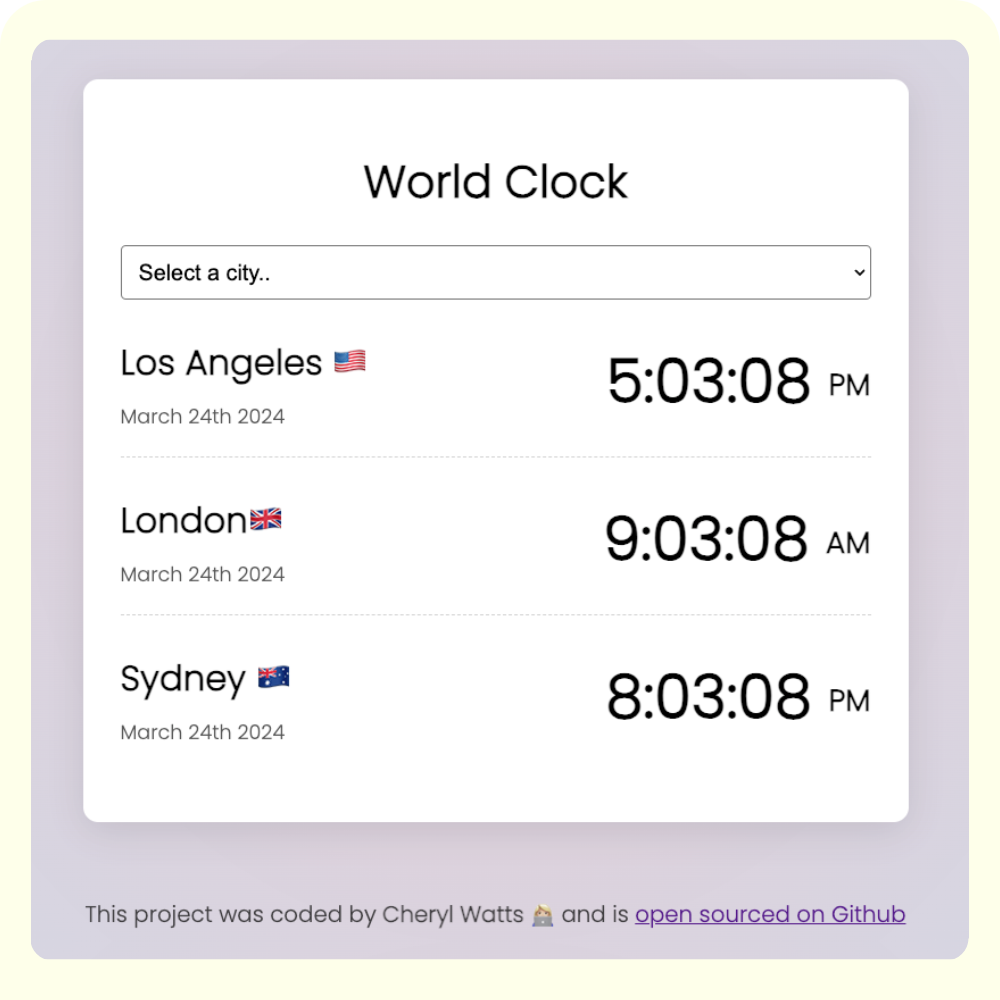 World Clock
Select a city..
Los Angeles 🇺🇸
5:03:08 PM
March 24th 2024
London🇬🇧
9:03:08 AM
March 24th 2024
Sydney 🇦🇺
8:03:08 PM
March 24th 2024
This project was coded by Cheryl Watts 👩🏼‍💻 and is open sourced on Github